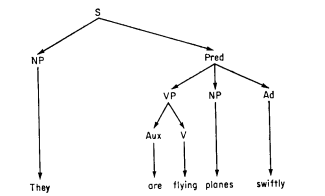 S
NP Pred
VP NP Ad
Aux V
They are flying planes swiftly